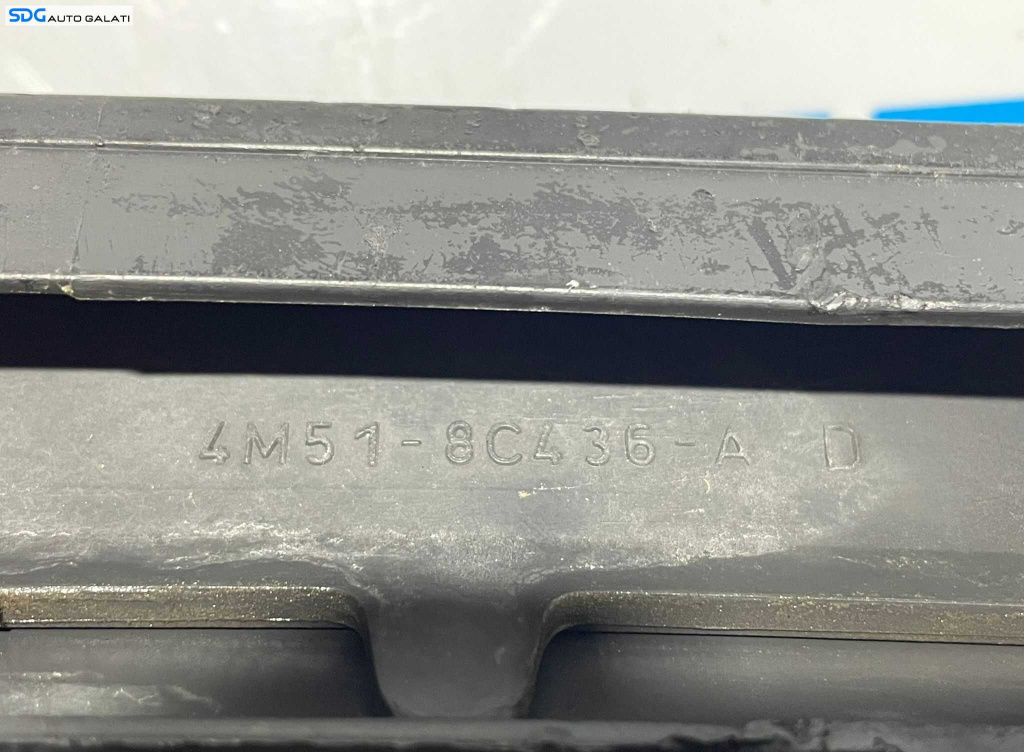 SDG AUTO GALATI
4M51-8C436-A D